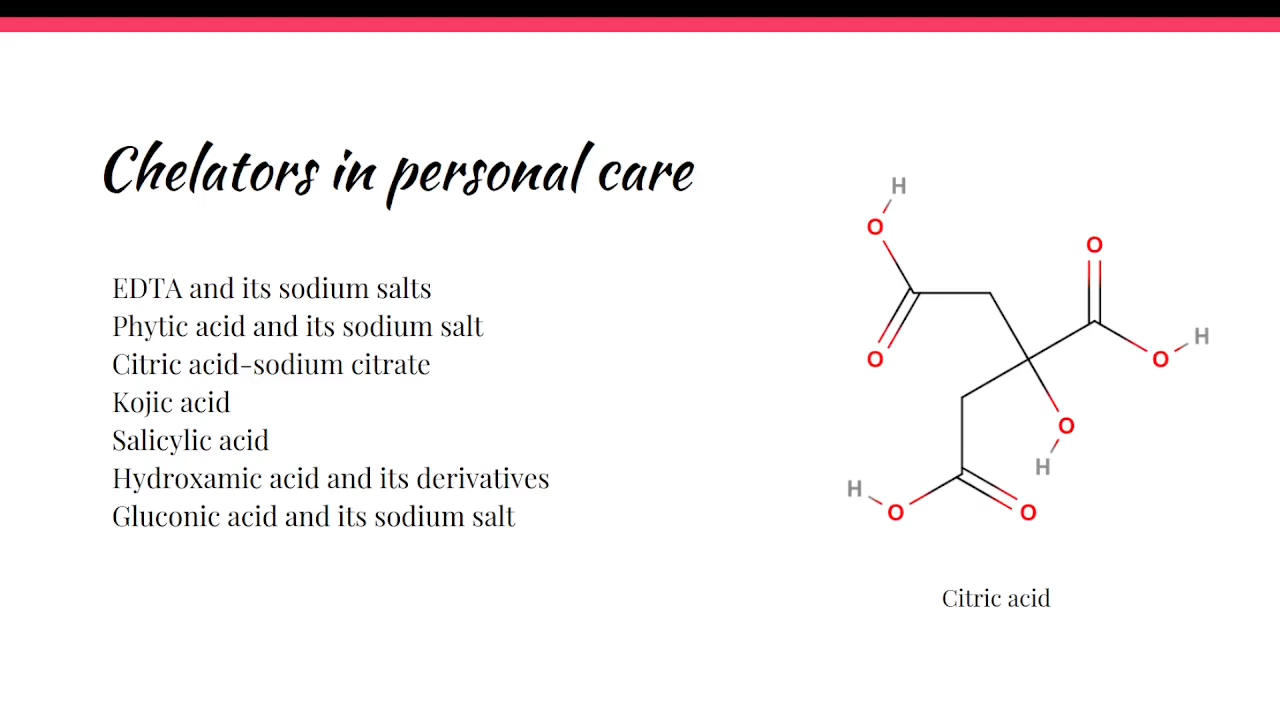 Chelators in personal care
EDTA and its sodium salts
Phytic acid and its sodium salt
Citric acid-sodium citrate
Kojic acid
Salicylic acid
Hydroxamic acid and its derivatives
Gluconic acid and its sodium salt
H
O
O
O
H
O
O
H
H
O
O
Citric acid